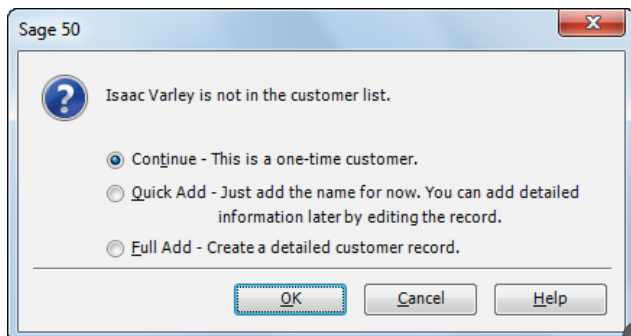 Sage 50
Isaac Varley is not in the customer list.
Continue - This is a one-time customer.
Quick Add - Just add the name for now. You can add detailed
information later by editing the record.
Full Add - Create a detailed customer record.
OK Cancel Help